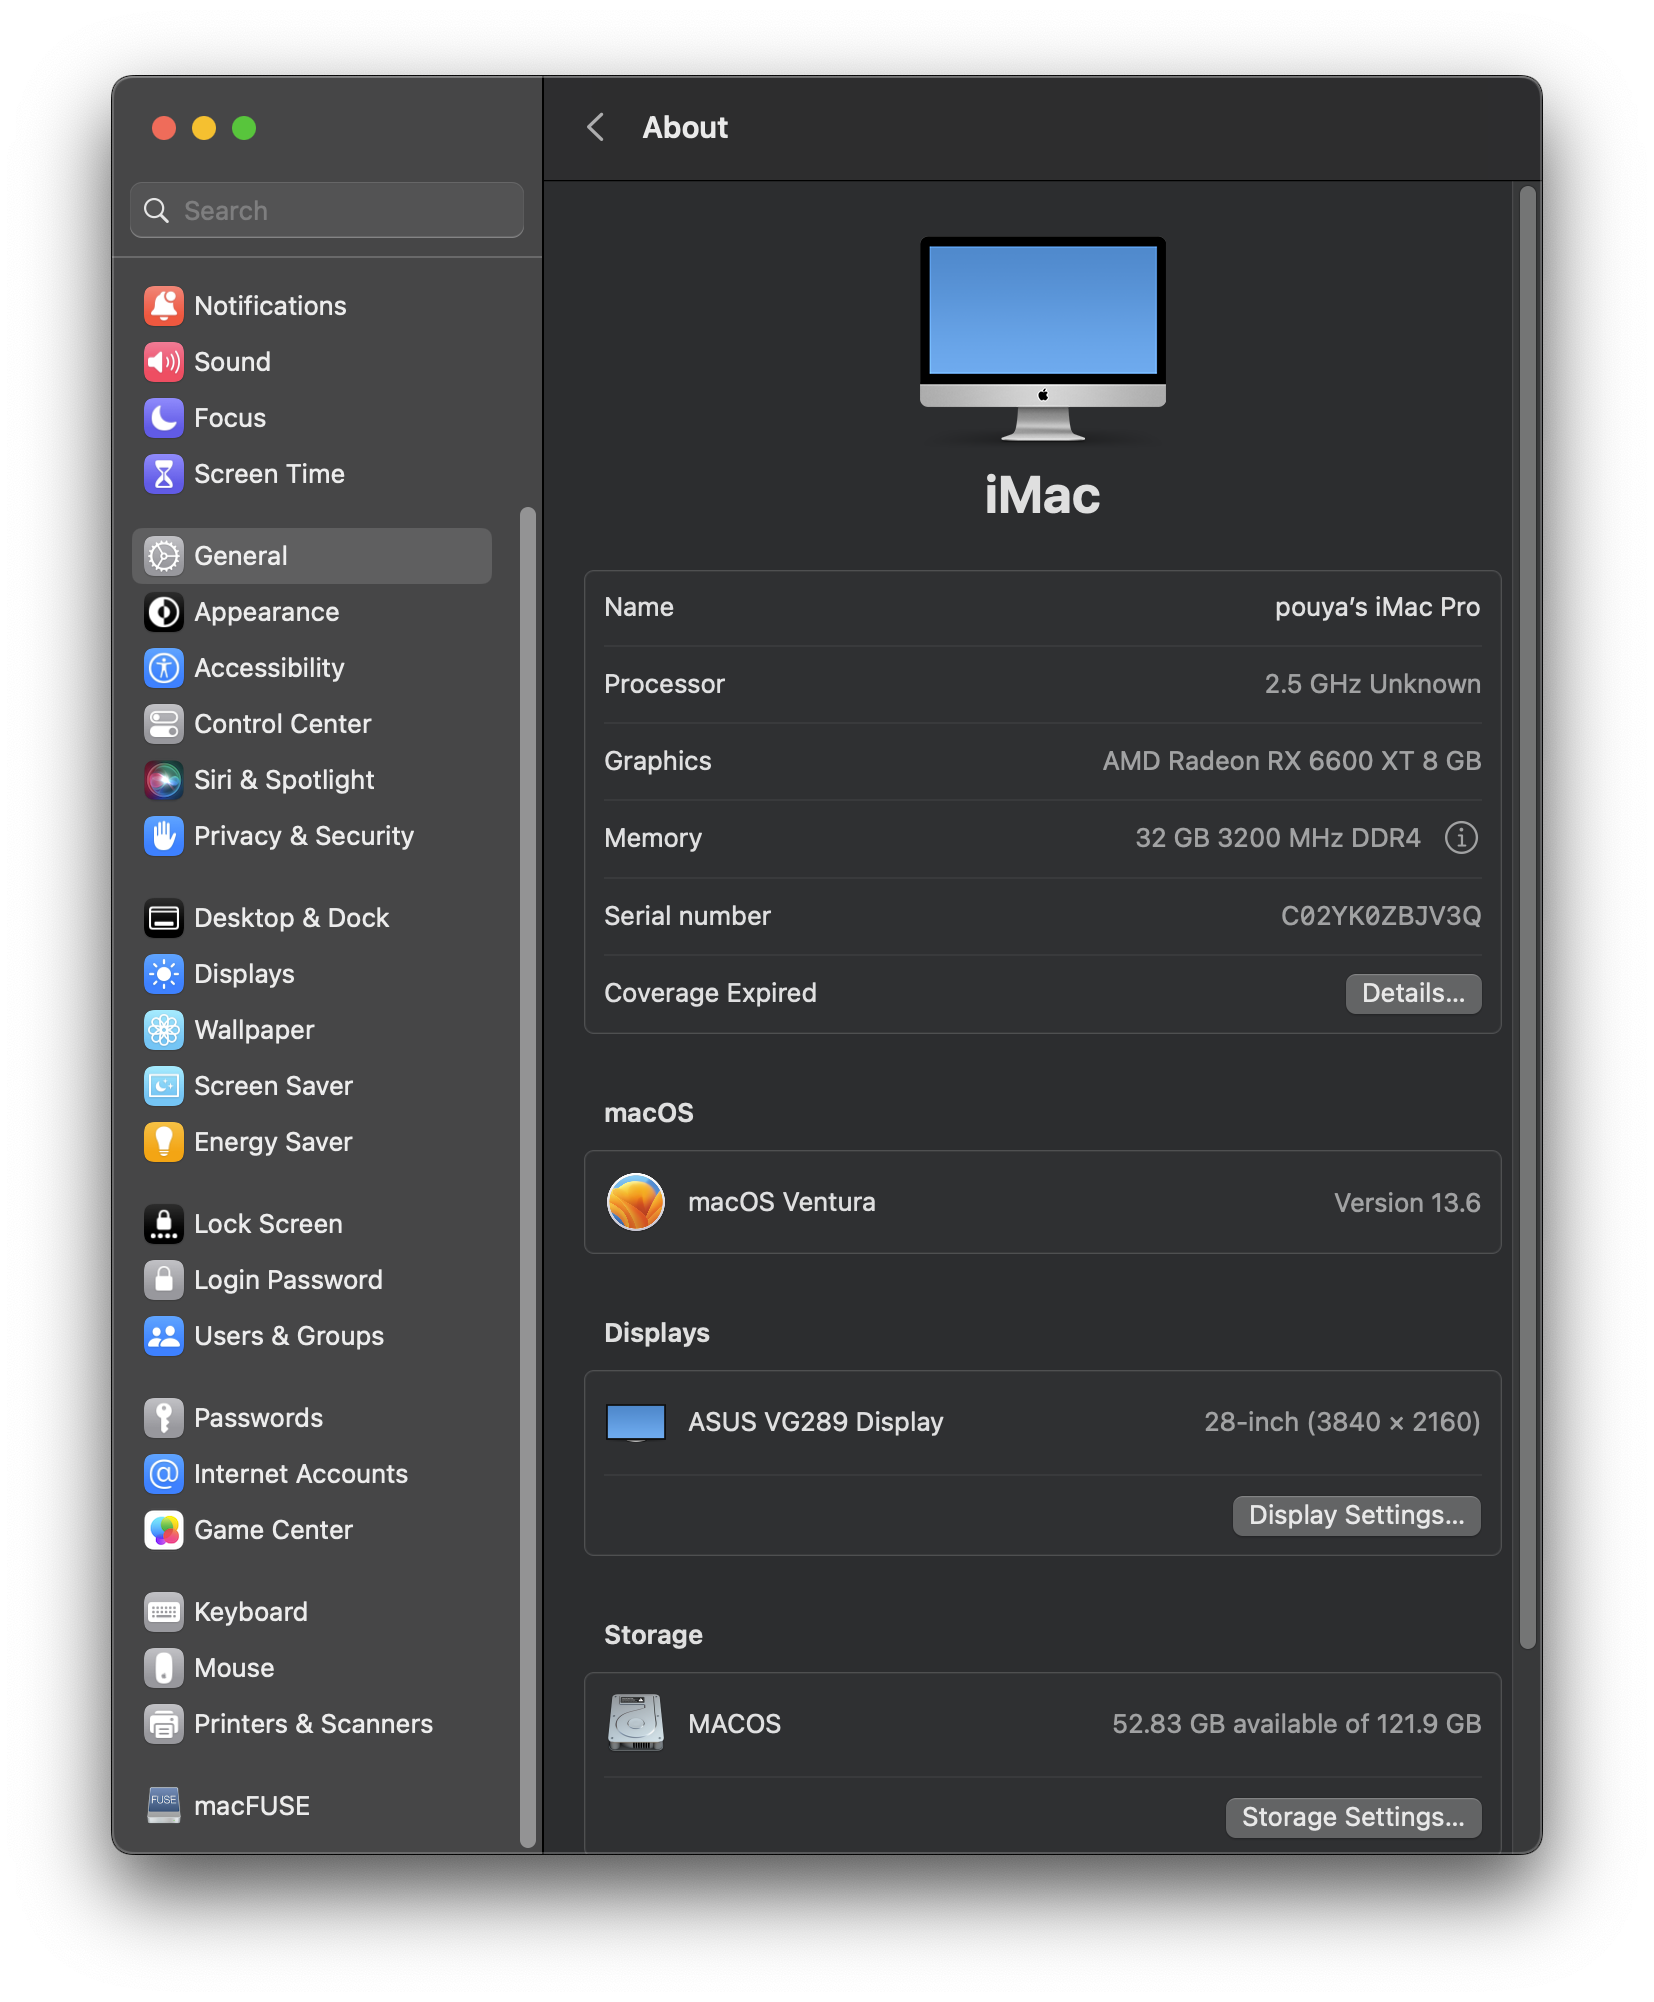 Search
Notifications
Sound
Focus
Screen Time
General
Appearance
Accessibility
Control Center
Siri & Spotlight
Privacy & Security
Desktop & Dock
Displays
Wallpaper
Screen Saver
Energy Saver
Lock Screen
Login Password
Users & Groups
Passwords
Internet Accounts
Game Center
Keyboard
Mouse
Printers & Scanners
FUSE macFUSE
About
iMac
Name pouya’s iMac Pro
Processor 2.5 GHz Unknown
Graphics AMD Radeon RX 6600 XT 8 GB
Memory 32 GB 3200 MHz DDR4
Serial number C02YK0ZBJV3Q
Coverage Expired Details...
macOS
macOS Ventura Version 13.6
Displays
ASUS VG289 Display 28-inch (3840 × 2160)
Display Settings...
Storage
MACOS 52.83 GB available of 121.9 GB
Storage Settings...